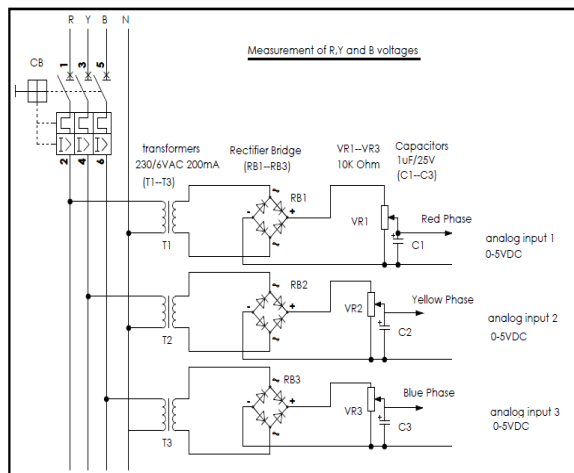 R Y B N
Measurement of R,Y and B voltages
CB
1 3 5
2 4 6
transformers
230/6VAC 200mA
(T1--T3)
Rectifier Bridge
(RB1--RB3)
VR1--VR3
10K Ohm
Capacitors
1uF/25V
(C1--C3)
~
RB1
- +
~
T1
VR1
+
C1
Red Phase
analog input 1
0-5VDC
~
RB2
- +
~
T2
VR2
+
C2
Yellow Phase
analog input 2
0-5VDC
~
RB3
- +
~
T3
VR3
+
C3
Blue Phase
analog input 3
0-5VDC